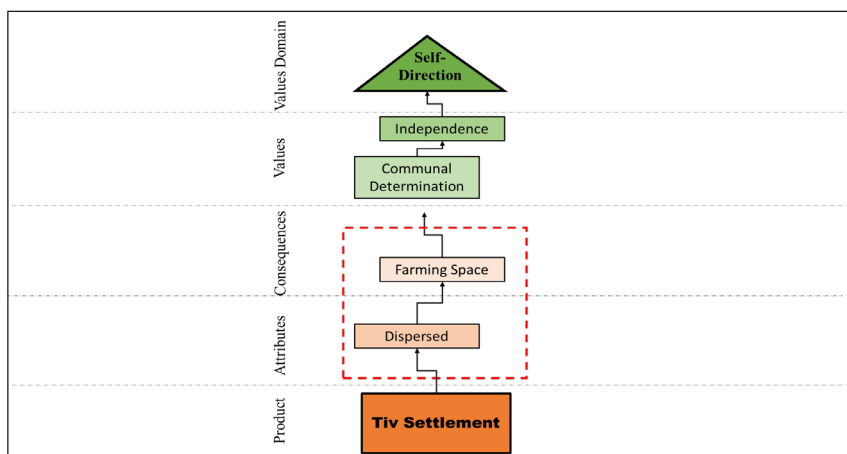 Values Domain
Self-
Direction
Values
Independence
Communal
Determination
Consequences
Farming Space
Attributes
Dispersed
Product
Tiv Settlement